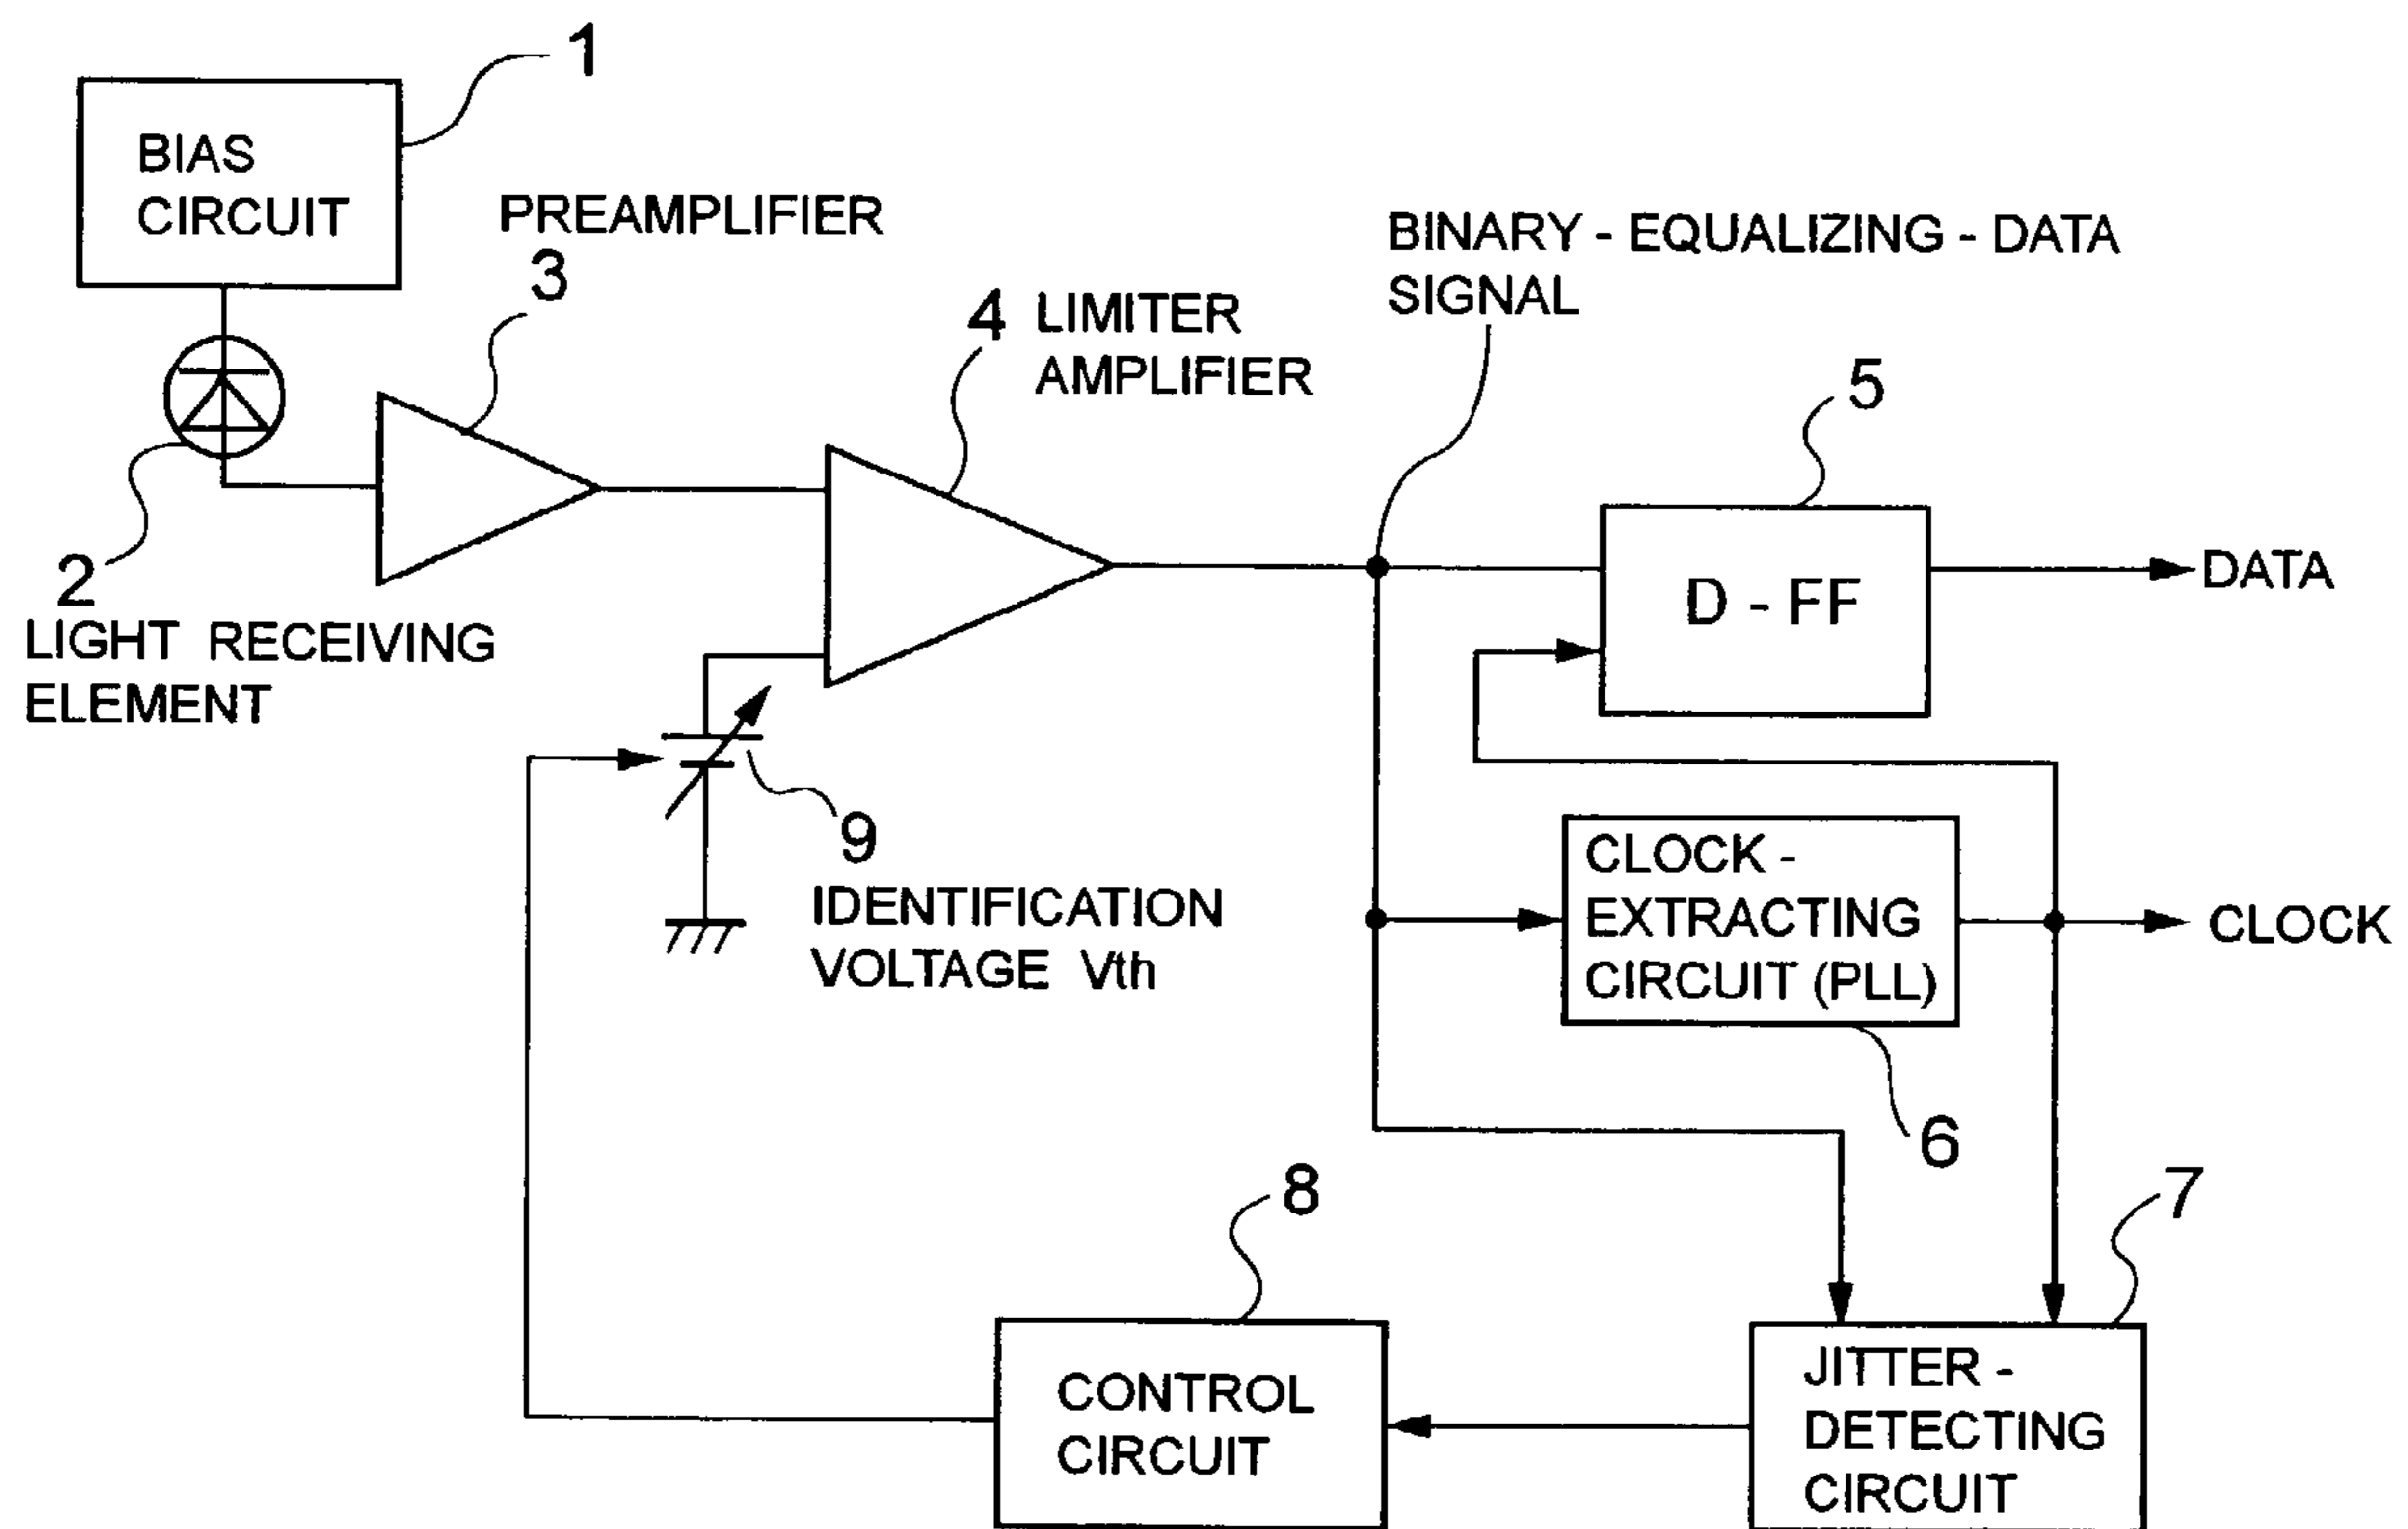 1
BIAS
CIRCUIT
PREAMPLIFIER
3
BINARY - EQUALIZING - DATA
SIGNAL
4 LIMITER
AMPLIFIER
5
2
LIGHT RECEIVING
ELEMENT
D - FF
DATA
9
IDENTIFICATION
VOLTAGE Vth
CLOCK -
EXTRACTING
CIRCUIT (PLL)
CLOCK
6
8
7
CONTROL
CIRCUIT
JITTER -
DETECTING
CIRCUIT